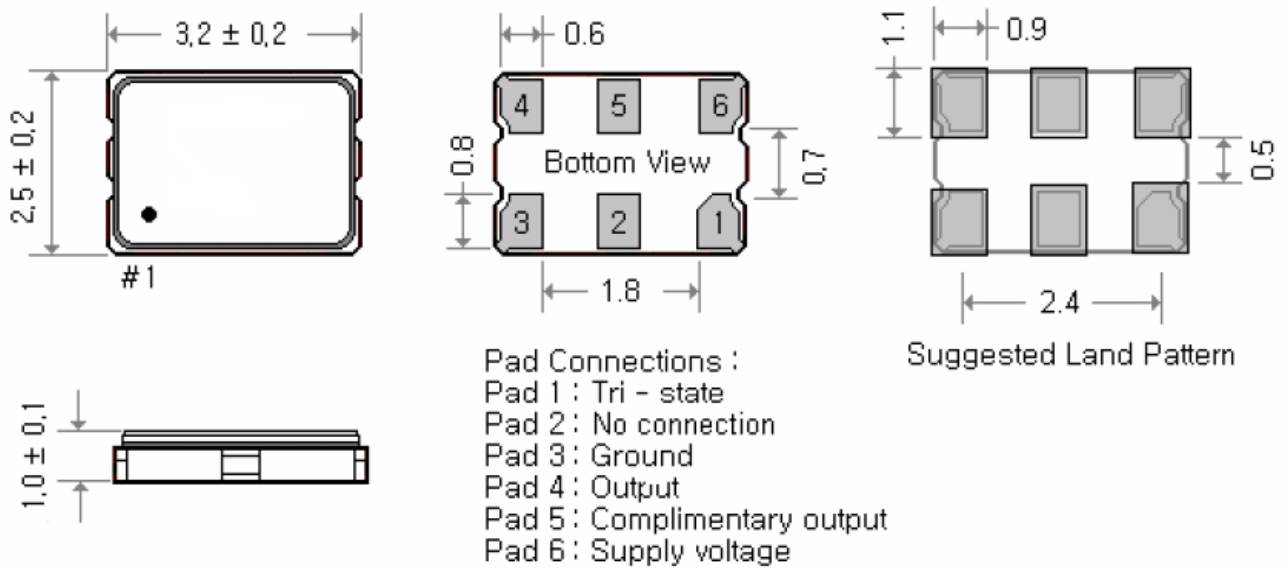 3,2 ± 0,2
2,5 ± 0,2
#1
0.6
4 5 6
Bottom View
0.8
0,7
3 2 1
1.8
1.1
0.9
0.5
2.4
Suggested Land Pattern
1,0 ± 0,1
Pad Connections :
Pad 1 : Tri - state
Pad 2 : No connection
Pad 3 : Ground
Pad 4 : Output
Pad 5 : Complimentary output
Pad 6 : Supply voltage